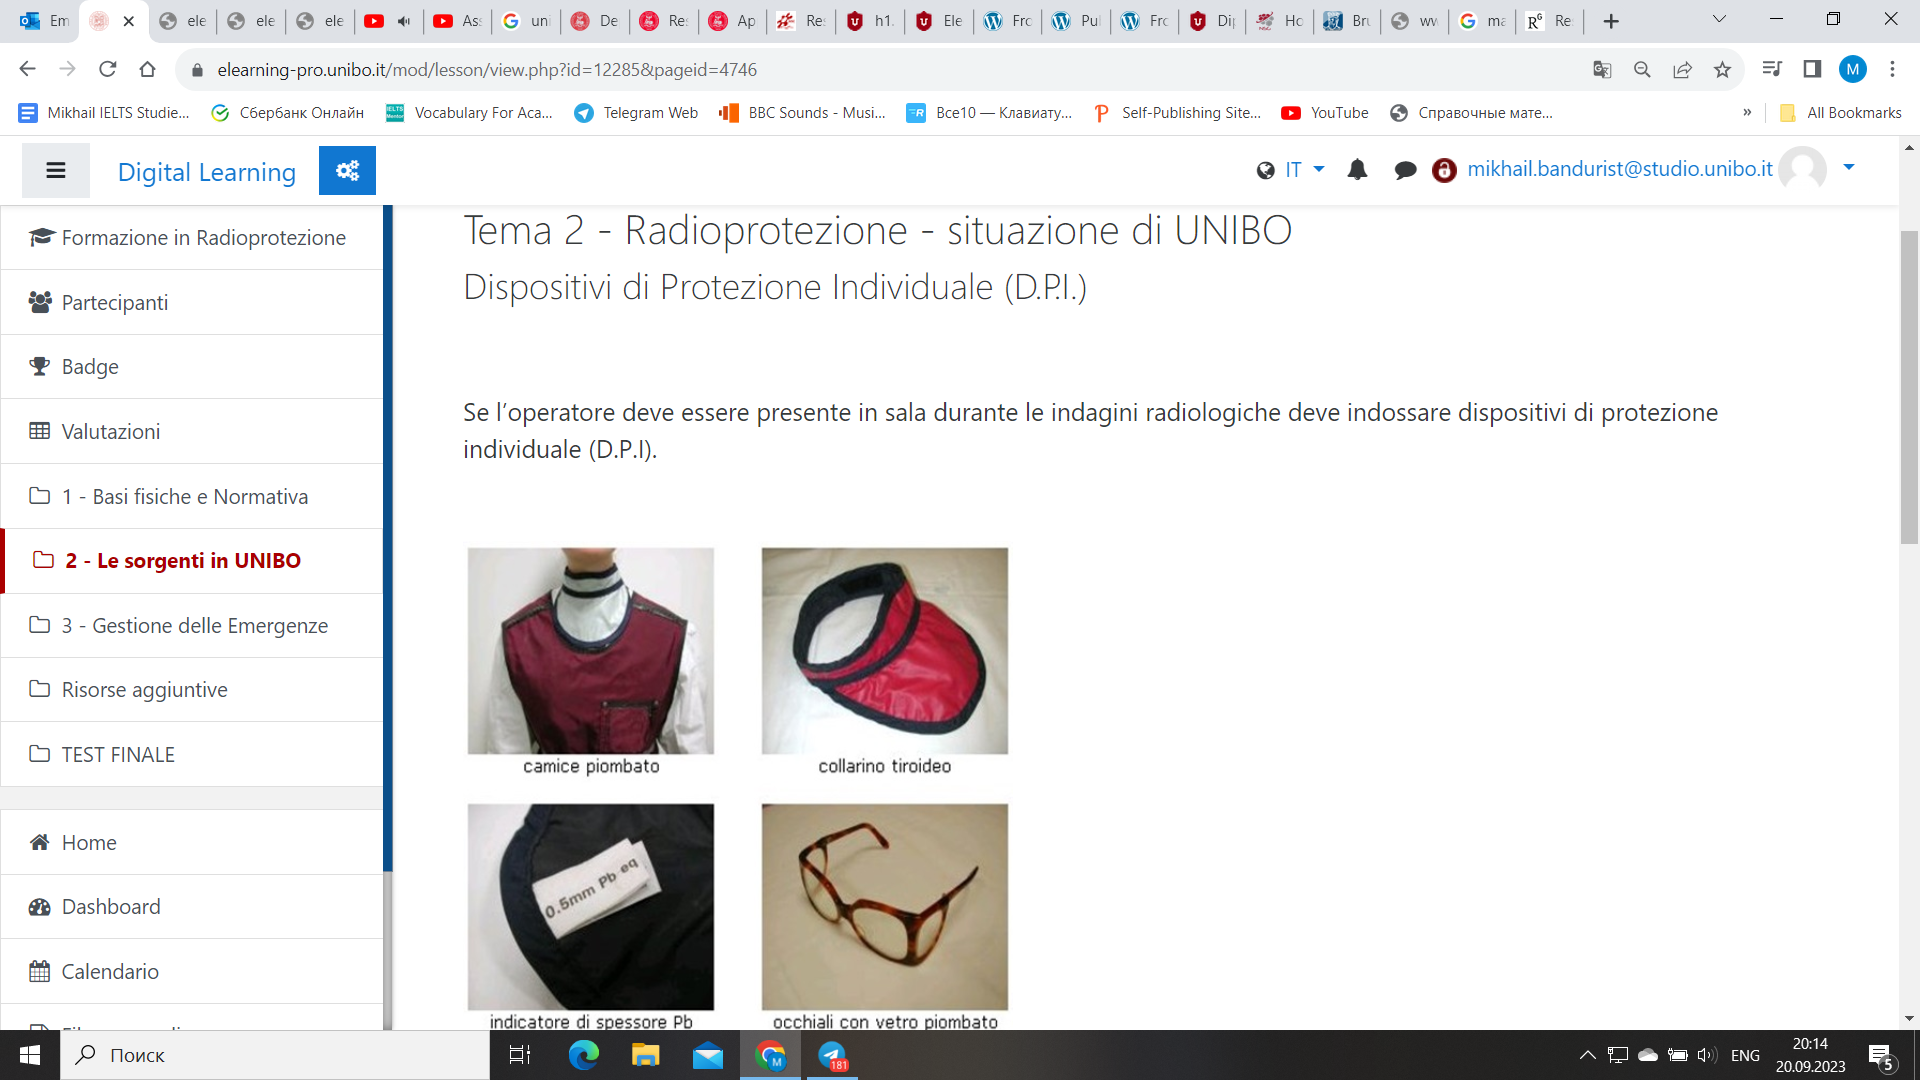 Em
ele
ele
ele
Ass
uni
De
Res
Ap
Res
h1.
Ele
Fro
Pul
Fro
Dip
Ho
Bru
ww
ma
Re
elearning-pro.unibo.it/mod/lesson/view.php?id=12285&pageid=4746
M
Mikhail IELTS Studie...
Сбербанк Онлайн
Vocabulary For Aca...
Telegram Web
BBC Sounds - Musi...
Все10 — Клавиату...
Self-Publishing Site...
YouTube
Справочные мате...
»
All Bookmarks
Digital Learning
IT
mikhail.bandurist@studio.unibo.it
Formazione in Radioprotezione
Partecipanti
Badge
Valutazioni
1 - Basi fisiche e Normativa
2 - Le sorgenti in UNIBO
3 - Gestione delle Emergenze
Risorse aggiuntive
TEST FINALE
Home
Dashboard
Calendario
Tema 2 - Radioprotezione - situazione di UNIBO
Dispositivi di Protezione Individuale (D.P.I.)
Se l’operatore deve essere presente in sala durante le indagini radiologiche deve indossare dispositivi di protezione
individuale (D.P.I).
camice piombato
collarino tiroideo
0.5mm Pb eq
indicatore di spessore Pb
occhiali con vetro piombato
Поиск
181
ENG
20:14
20.09.2023
5